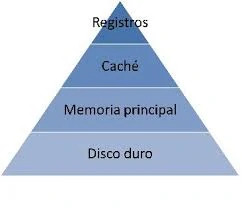 Registros
Caché
Memoria principal
Disco duro